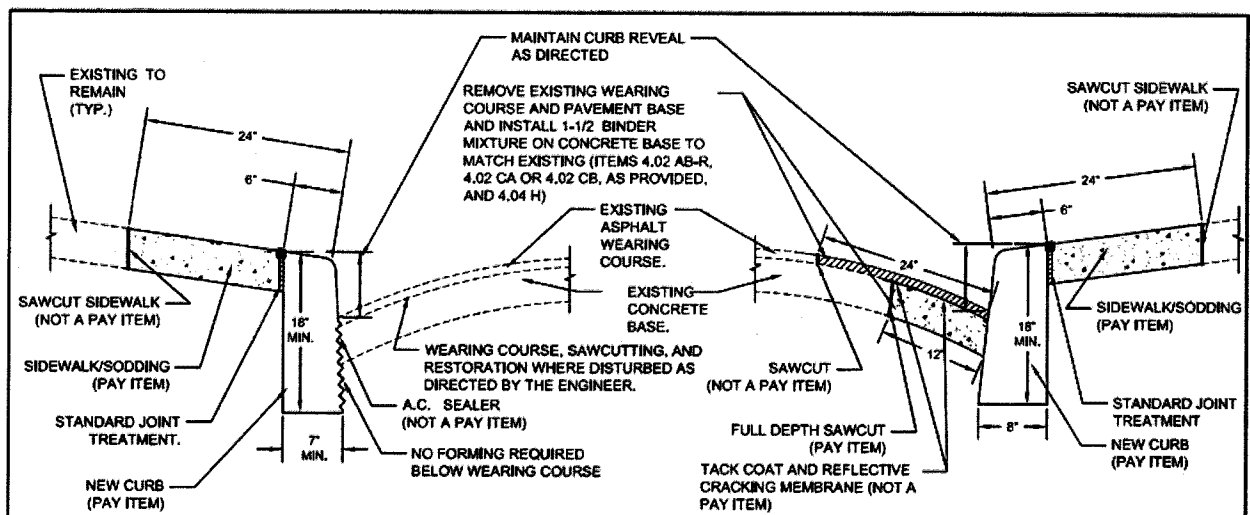 MAINTAIN CURB REVEAL
AS DIRECTED
EXISTING TO
REMAIN
(TYP.)
24"
6"
REMOVE EXISTING WEARING
COURSE AND PAVEMENT BASE
AND INSTALL 1-1/2 BINDER
MIXTURE ON CONCRETE BASE TO
MATCH EXISTING (ITEMS 4.02 AB-R,
4.02 CA OR 4.02 CB, AS PROVIDED,
AND 4.04 H)
SAWCUT SIDEWALK
(NOT A PAY ITEM)
24"
6"
EXISTING
ASPHALT
WEARING
COURSE.
EXISTING
CONCRETE
BASE.
24"
12"
SAWCUT SIDEWALK
(NOT A PAY ITEM)
18"
MIN.
18"
MIN.
SIDEWALK/SODDING
(PAY ITEM)
WEARING COURSE, SAWCUTTING, AND
RESTORATION WHERE DISTURBED AS
DIRECTED BY THE ENGINEER.
SAWCUT
(NOT A PAY ITEM)
SIDEWALK/SODDING
(PAY ITEM)
STANDARD JOINT
TREATMENT.
A.C. SEALER
(NOT A PAY ITEM)
STANDARD JOINT
TREATMENT
7"
MIN.
NO FORMING REQUIRED
BELOW WEARING COURSE
FULL DEPTH SAWCUT
(PAY ITEM)
8"
NEW CURB
(PAY ITEM)
NEW CURB
(PAY ITEM)
TACK COAT AND REFLECTIVE
CRACKING MEMBRANE (NOT A
PAY ITEM)